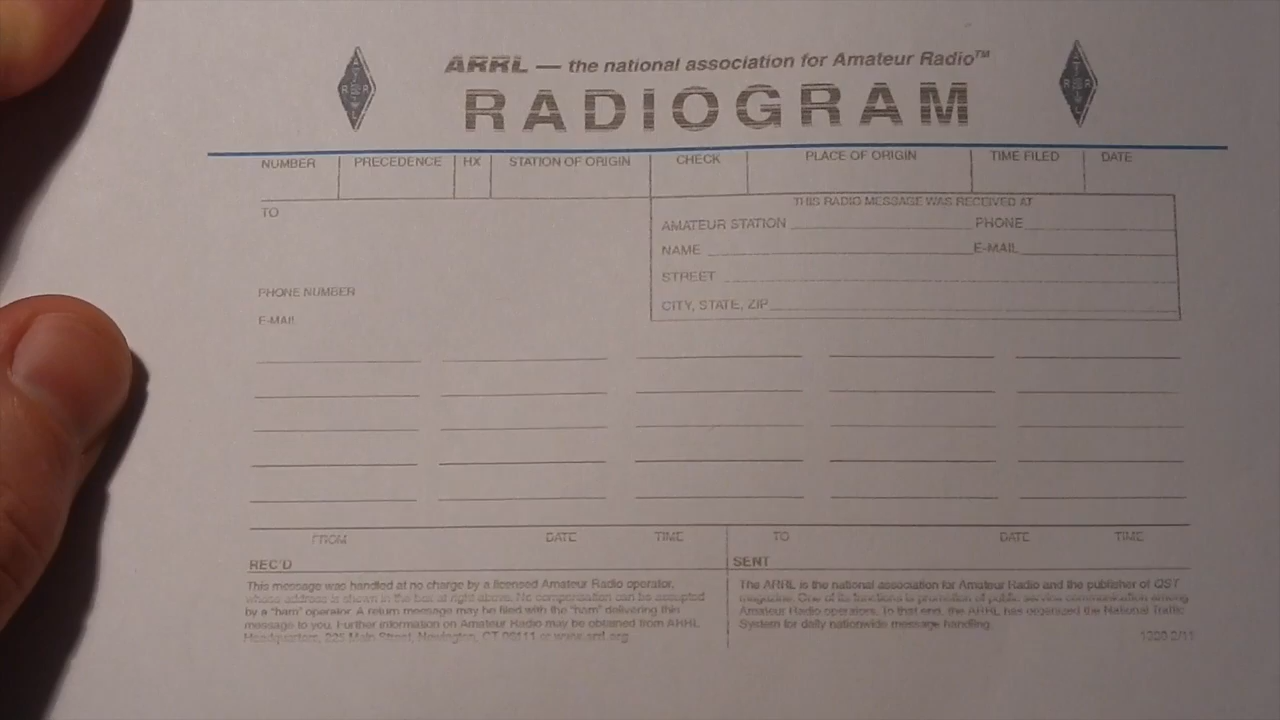 ARRL — the national association for Amateur Radio™
RADIOGRAM
NUMBER PRECEDENCE HX STATION OF ORIGIN CHECK PLACE OF ORIGIN TIME FILED DATE
TO
THIS RADIO MESSAGE WAS RECEIVED AT
AMATEUR STATION PHONE
NAME E-MAIL
STREET
CITY, STATE, ZIP
PHONE NUMBER
E-MAIL
FROM DATE TIME TO DATE TIME
REC'D SENT
This message was handled at no charge by a licensed Amateur Radio operator,
whose address is shown in the box at right above. No compensation can be accepted
by a "ham" operator. A return message may be filed with the "ham" delivering this
message to you. Further information on Amateur Radio may be obtained from ARRL
Headquarters, 225 Main Street, Newington, CT 06111 or www.arrl.org
The ARRL is the national association for Amateur Radio and the publisher of QST
magazine. One of its functions is promotion of public service communication among
Amateur Radio operators. To that end, the ARRL has organized the National Traffic
System for daily nationwide message handling.